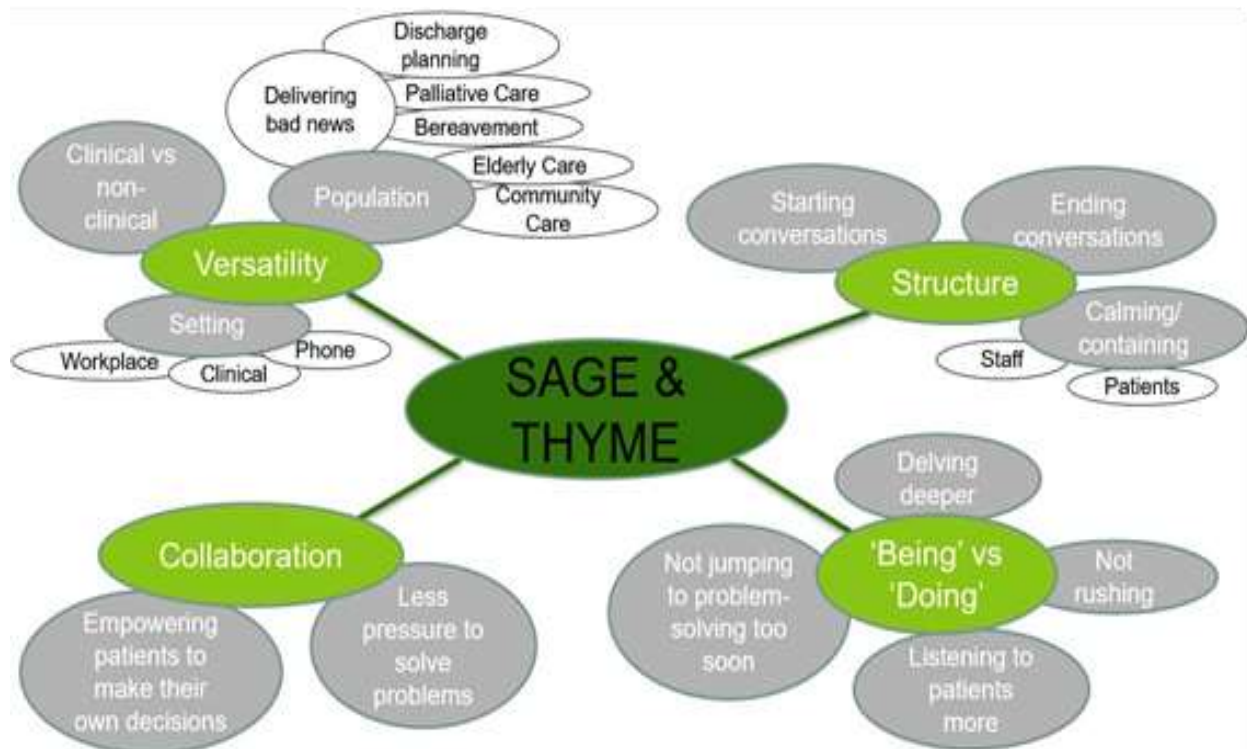 Discharge
planning
Delivering
bad news
Palliative Care
Bereavement
Elderly Care
Community
Care
Clinical vs
non-
clinical
Population
Versatility
Setting
Workplace
Clinical
Phone
Starting
conversations
Ending
conversations
Structure
Calming/
containing
Staff
Patients
SAGE &
THYME
Collaboration
Empowering
patients to
make their
own decisions
Less
pressure to
solve
problems
Delving
deeper
'Being' vs
'Doing'
Not jumping
to problem-
solving too
soon
Not
rushing
Listening to
patients
more